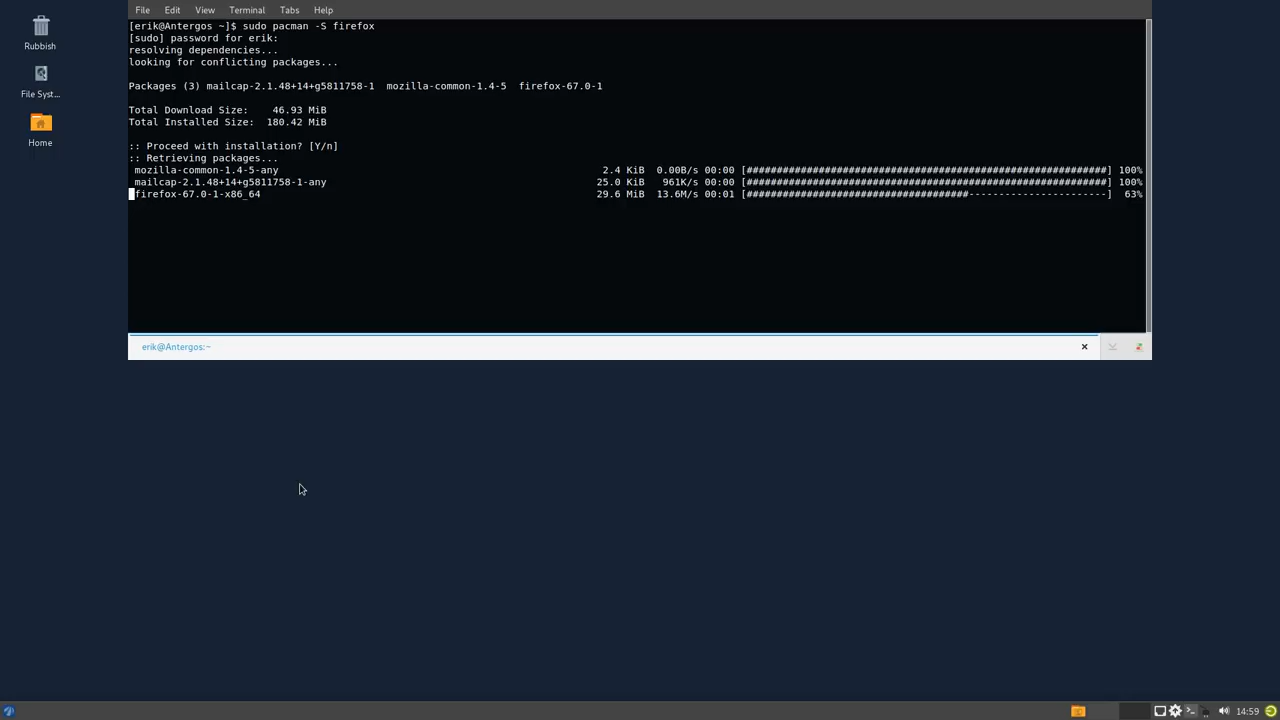 File Edit View Terminal Tabs Help
[erik@Antergos ~]$ sudo pacman -S firefox
[sudo] password for erik:
resolving dependencies...
looking for conflicting packages...
Packages (3) mailcap-2.1.48+14+g5811758-1  mozilla-common-1.4-5  firefox-67.0-1
Total Download Size:    46.93 MiB
Total Installed Size:  180.42 MiB
:: Proceed with installation? [Y/n]
:: Retrieving packages...
mozilla-common-1.4-5-any 2.4 KiB 0.00B/s 00:00 [############################################################] 100%
mailcap-2.1.48+14+g5811758-1-any 25.0 KiB 961K/s 00:00 [############################################################] 100%
firefox-67.0-1-x86_64 29.6 MiB 13.6M/s 00:01 [#####################################-----------------------] 63%
erik@Antergos:~
Rubbish
File Syst...
Home
14:59